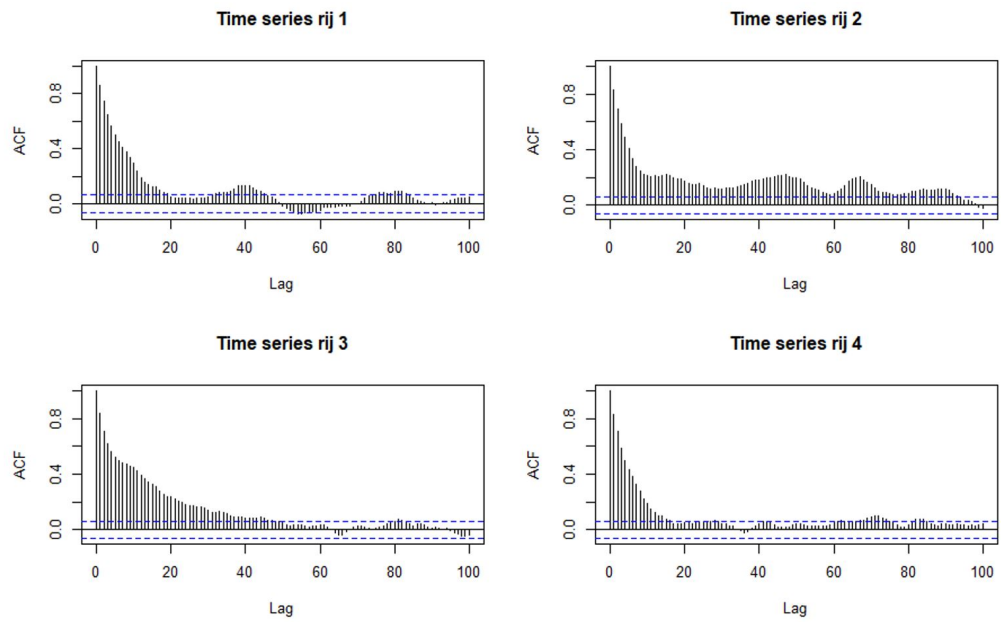 Time series rij 1
ACF
0.0 0.4 0.8
0 20 40 60 80 100
Lag
Time series rij 2
ACF
0.0 0.4 0.8
0 20 40 60 80 100
Lag
Time series rij 3
ACF
0.0 0.4 0.8
0 20 40 60 80 100
Lag
Time series rij 4
ACF
0.0 0.4 0.8
0 20 40 60 80 100
Lag